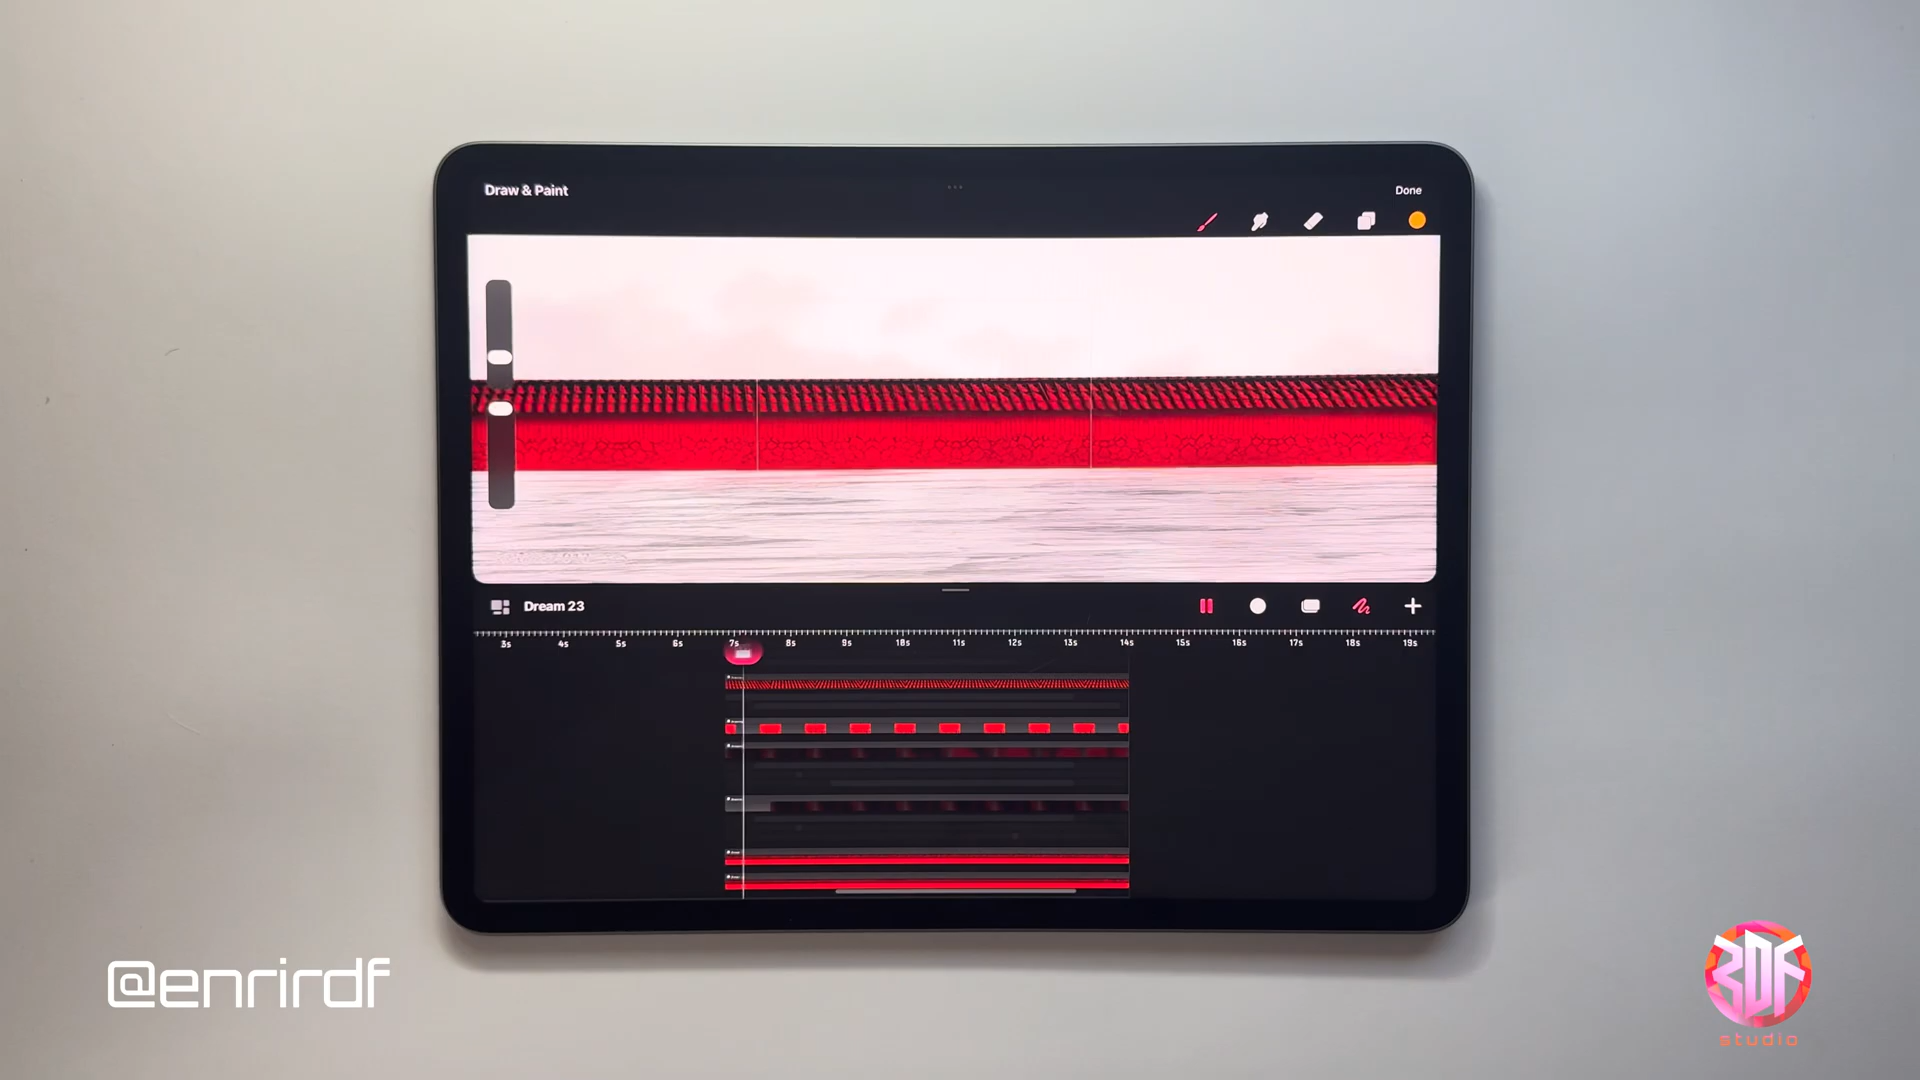 Draw & Paint
Done
Dream 23
3s 4s 5s 6s 7s 8s 9s 10s 11s 12s 13s 14s 15s 16s 17s 18s 19s
@enrirdf
RDF
studio